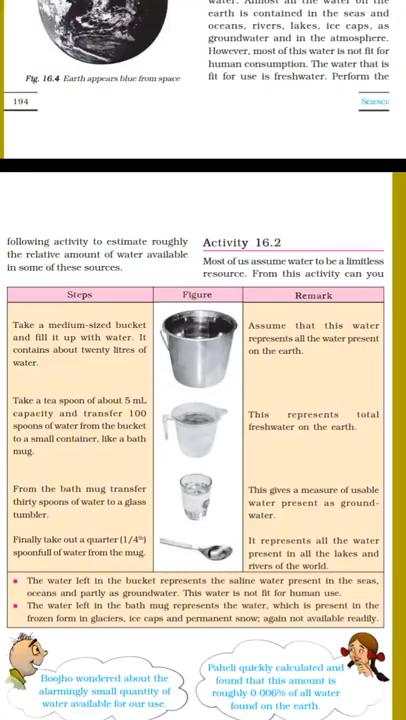 water. Almost all the water on the
earth is contained in the seas and
oceans, rivers, lakes, ice caps, as
groundwater and in the atmosphere.
However, most of this water is not fit for
human consumption. The water that is
fit for use is freshwater. Perform the
Fig. 16.4 Earth appears blue from space
194
SCIENCE
following activity to estimate roughly
the relative amount of water available
in some of these sources.
Activity 16.2
Most of us assume water to be a limitless
resource. From this activity can you
Steps
Figure
Remark
Take a medium-sized bucket
and fill it up with water. It
contains about twenty litres of
water.
Assume that this water
represents all the water present
on the earth.
Take a tea spoon of about 5 mL
capacity and transfer 100
spoons of water from the bucket
to a small container, like a bath
mug.
This represents total
freshwater on the earth.
From the bath mug transfer
thirty spoons of water to a glass
tumbler.
This gives a measure of usable
water present as ground-
water.
Finally take out a quarter (1/4th)
spoonfull of water from the mug.
It represents all the water
present in all the lakes and
rivers of the world.
▪ The water left in the bucket represents the saline water present in the seas,
oceans and partly as groundwater. This water is not fit for human use.
▪ The water left in the bath mug represents the water, which is present in the
frozen form in glaciers, ice caps and permanent snow; again not available readily.
Boojho wondered about the
alarmingly small quantity of
water available for our use.
Paheli quickly calculated and
found that this amount is
roughly 0.006% of all water
found on the earth.